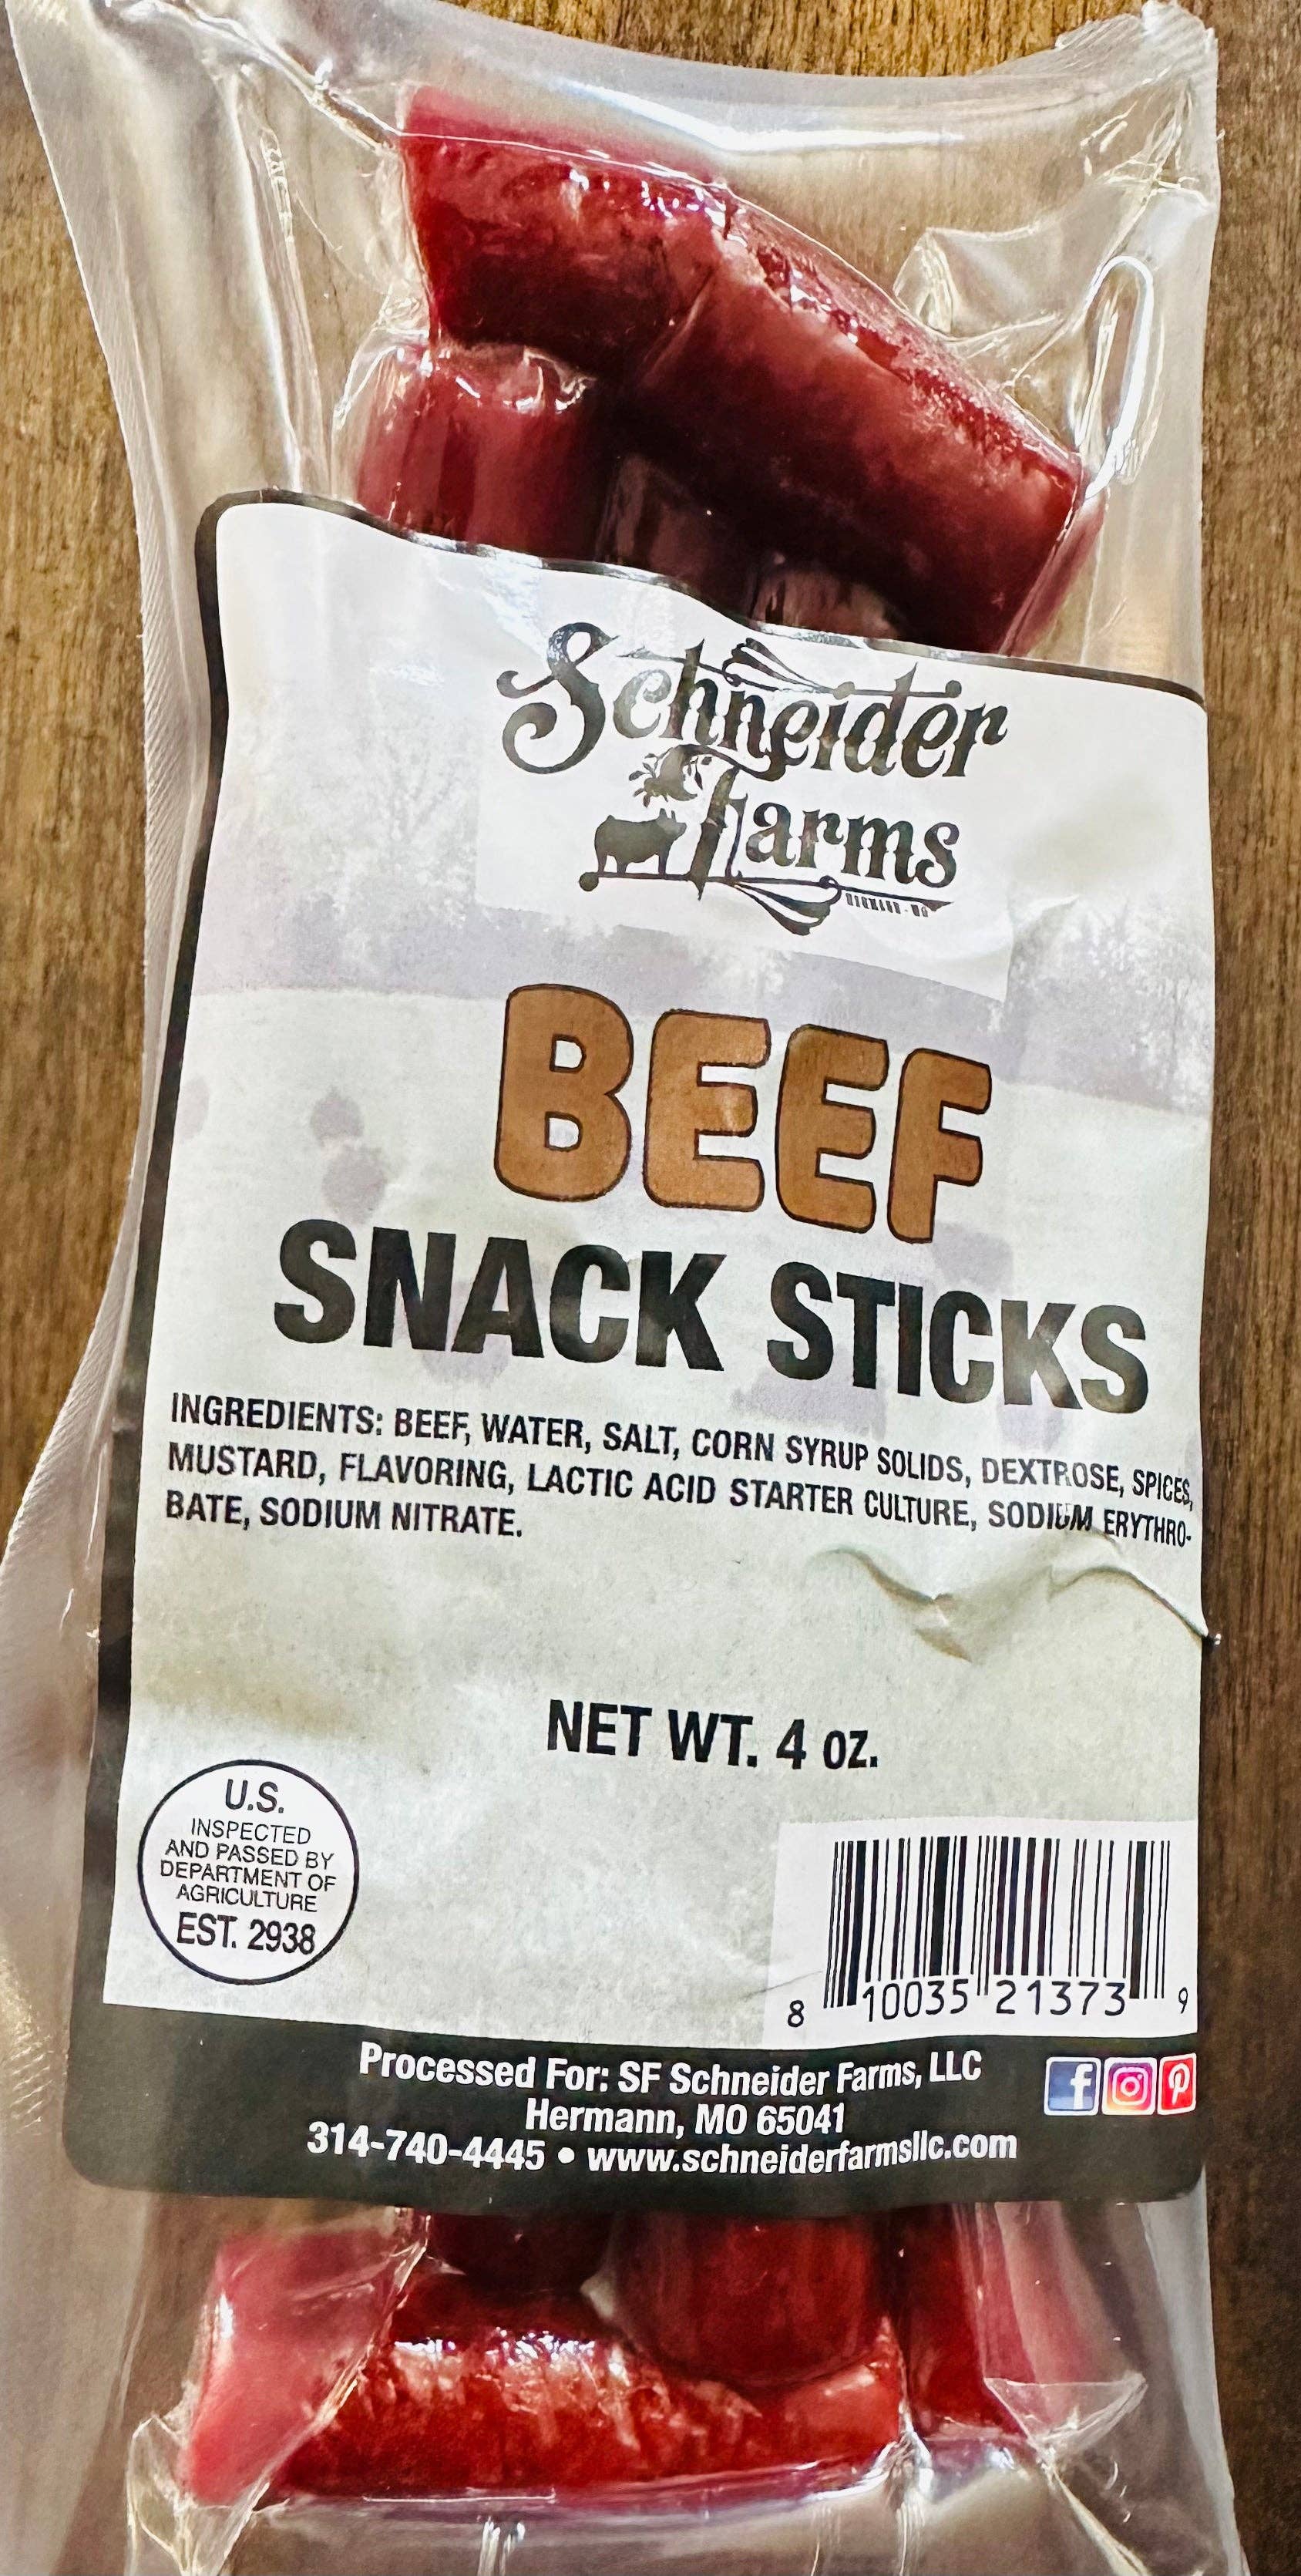 Schneider
Farms
HERMANN - MO
BEEF
SNACK STICKS
INGREDIENTS: BEEF, WATER, SALT, CORN SYRUP SOLIDS, DEXTROSE, SPICES,
MUSTARD, FLAVORING, LACTIC ACID STARTER CULTURE, SODIUM ERYTHRO-
BATE, SODIUM NITRATE.
NET WT. 4 OZ.
U.S.
INSPECTED
AND PASSED BY
DEPARTMENT OF
AGRICULTURE
EST. 2938
8 10035 21373 9
Processed For: SF Schneider Farms, LLC
Hermann, MO 65041
314-740-4445 • www.schneiderfarmsllc.com